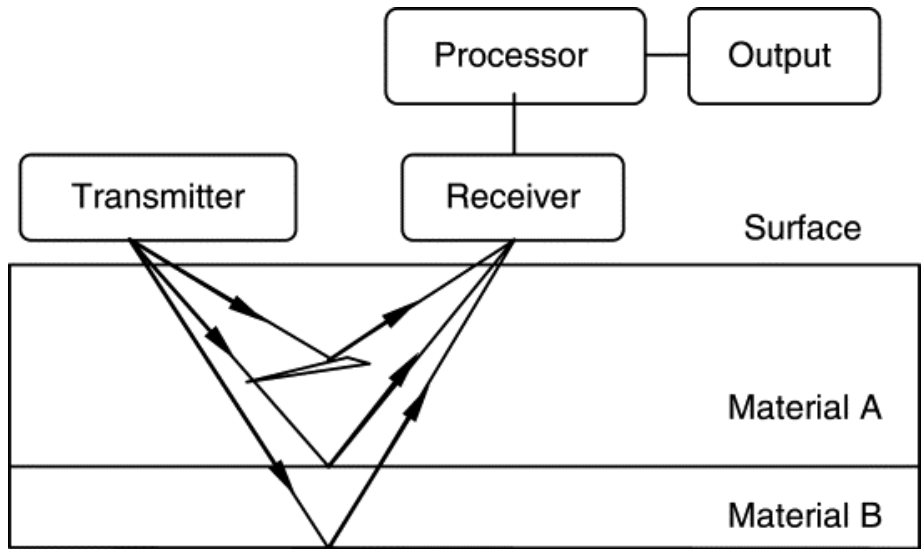 Processor
Output
Transmitter
Receiver
Surface
Material A
Material B